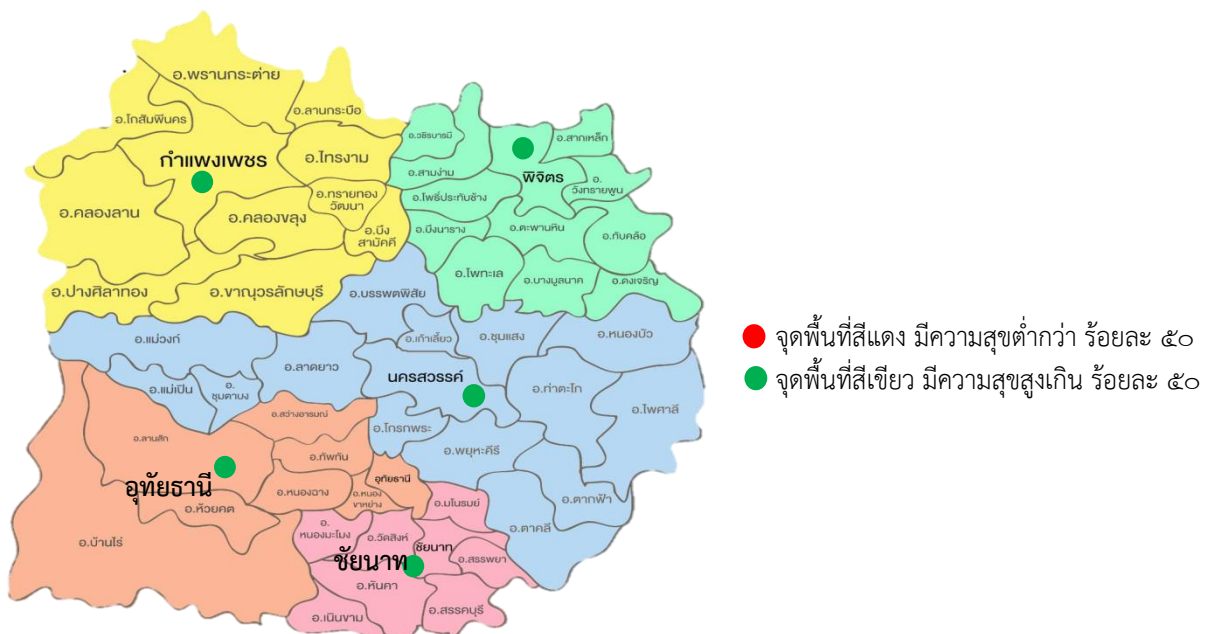 อ.พรานกระต่าย
อ.ลานกระบือ
อ.โกสัมพีนคร
กำแพงเพชร
อ.ไทรงาม
อ.ทรายทอง
วัฒนา
อ.คลองลาน
อ.คลองขลุง
อ.บึง
สามัคคี
อ.ปางศิลาทอง
อ.ขาณุวรลักษบุรี
อ.วชิรบารมี
อ.สากเหล็ก
อ.สามง่าม
พิจิตร
อ.
วังทรายพูน
อ.โพธิ์ประทับช้าง
อ.บึงนาราง
อ.ตะพานหิน
อ.ทับคล้อ
อ.โพทะเล
อ.บางมูลนาค
อ.ดงเจริญ
อ.บรรพตพิสัย
อ.แม่วงก์
อ.เก้าเลี้ยว
อ.ชุมแสง
อ.หนองบัว
อ.ลาดยาว
อ.แม่เปิน
อ.
ชุมตาบง
นครสวรรค์
อ.ท่าตะโก
อ.ไพศาลี
อ.โกรกพระ
อ.พยุหะคีรี
อ.ตากฟ้า
อ.ตาคลี
อ.สว่างอารมณ์
อ.ลานสัก
อ.ทัพทัน
อุทัยธานี
อ.หนองฉาง
อ.หนอง
ขาหย่าง
อุทัยธานี
อ.ห้วยคต
อ.บ้านไร่
อ.มโนรมย์
อ.
หนองมะโมง
อ.วัดสิงห์
ชัยนาท
ชัยนาท
อ.สรรพยา
อ.หันคา
อ.เนินขาม
อ.สรรคบุรี
จุดพื้นที่สีแดง มีความสุขต่ำกว่า ร้อยละ ๕๐
จุดพื้นที่สีเขียว มีความสุขสูงเกิน ร้อยละ ๕๐